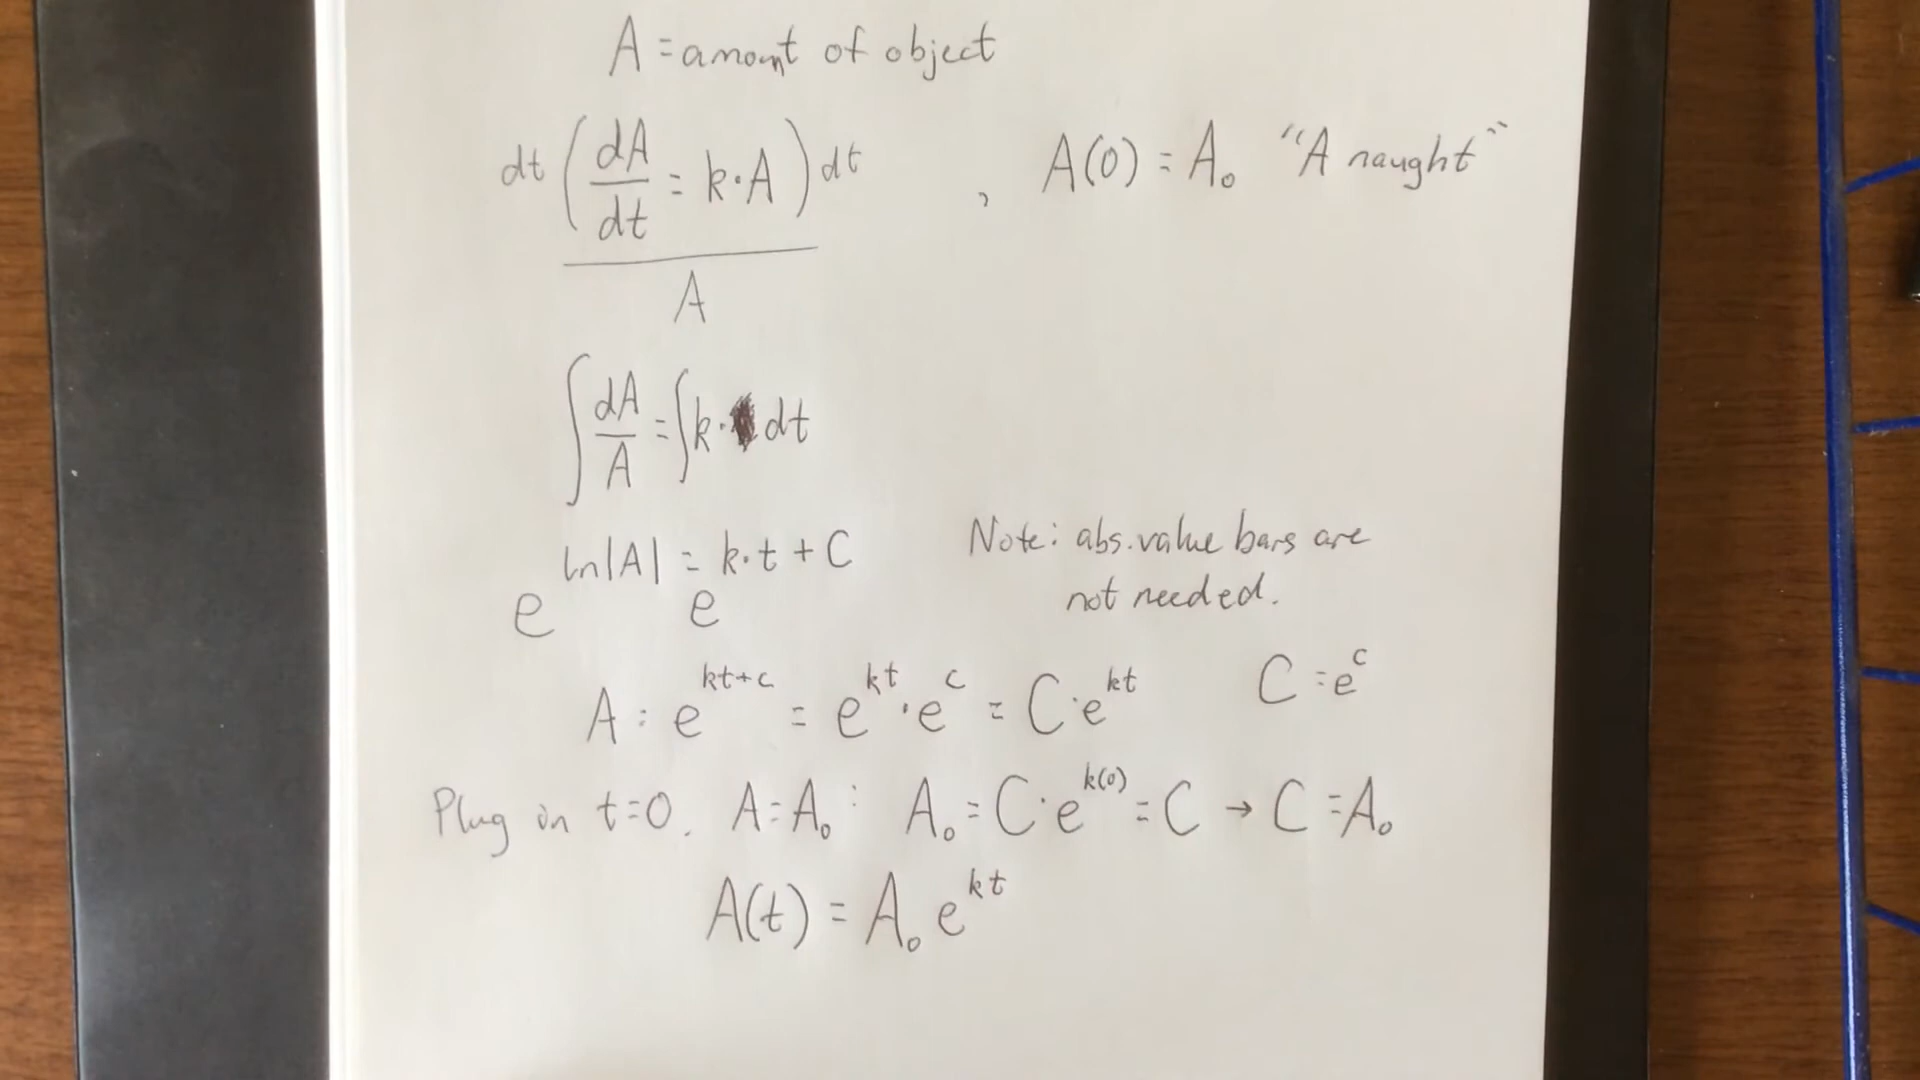 A = amount of object
dt ( dA/dt = k·A ) dt , A(0) = A₀ "A naught"
A
∫ dA/A = ∫ k· dt
ln|A| = k·t + C Note: abs. value bars are
e e not needed.
A = e^(kt+c) = e^(kt) · e^c = C·e^(kt) C = e^c
Plug in t=0, A=A₀: A₀ = C·e^(k(0)) = C → C = A₀
A(t) = A₀ e^(kt)